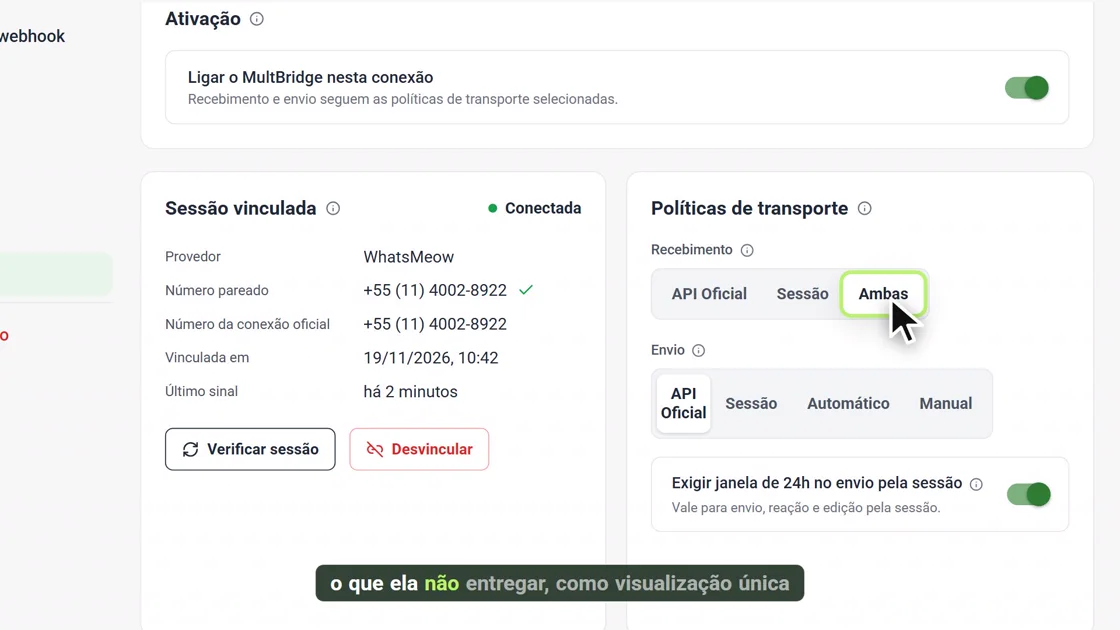 Ativação
webhook
Ligar o MultBridge nesta conexão
Recebimento e envio seguem as políticas de transporte selecionadas.
Sessão vinculada
Conectada
Provedor WhatsMeow
Número pareado +55 (11) 4002-8922
Número da conexão oficial +55 (11) 4002-8922
Vinculada em 19/11/2026, 10:42
Último sinal há 2 minutos
Verificar sessão
Desvincular
Políticas de transporte
Recebimento
API Oficial Sessão Ambas
Envio
API
Oficial
Sessão Automático Manual
Exigir janela de 24h no envio pela sessão
Vale para envio, reação e edição pela sessão.
o
o que ela não entregar, como visualização única